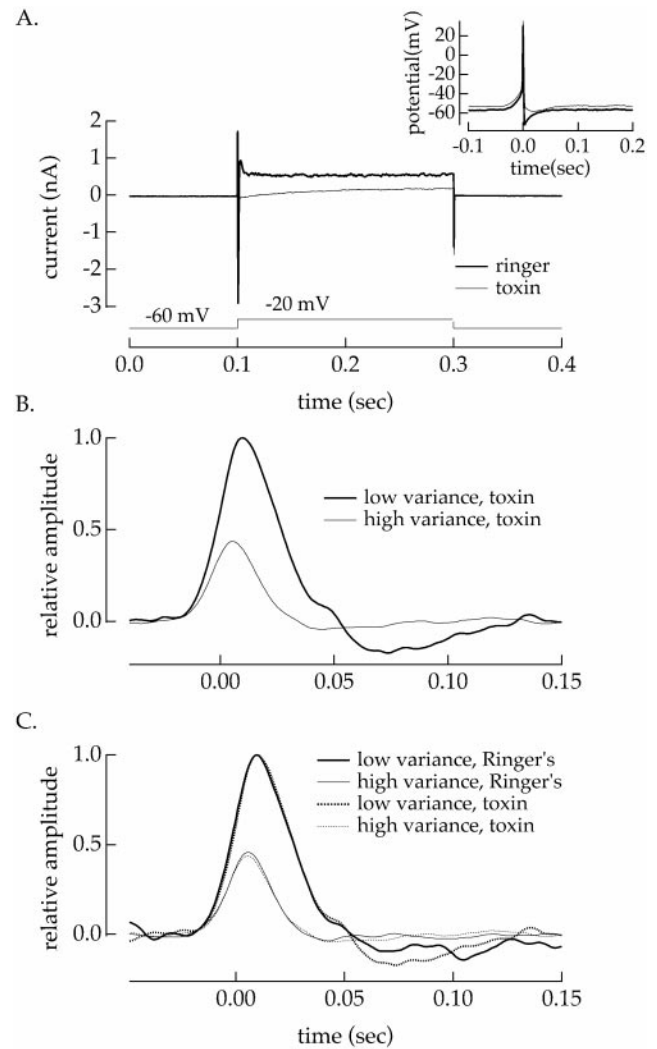 A.
potential(mV)
20
0
-20
-40
-60
-0.1 0.0 0.1 0.2
time(sec)
current (nA)
2
1
0
-1
-2
-3
ringer
toxin
-60 mV
-20 mV
0.0 0.1 0.2 0.3 0.4
time (sec)
B.
relative amplitude
1.0
0.5
0.0
low variance, toxin
high variance, toxin
0.00 0.05 0.10 0.15
C.
relative amplitude
1.0
0.5
0.0
low variance, Ringer's
high variance, Ringer's
low variance, toxin
high variance, toxin
0.00 0.05 0.10 0.15
time (sec)